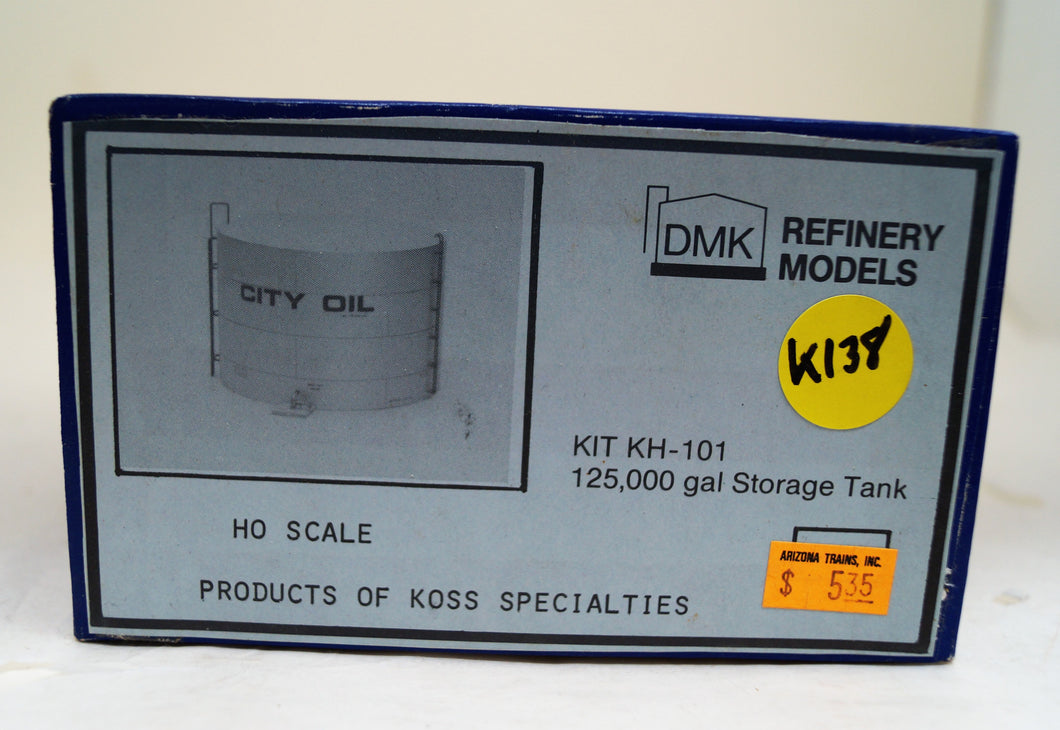 CITY OIL
DMK
REFINERY
MODELS
K138
KIT KH-101
125,000 gal Storage Tank
HO SCALE
ARIZONA TRAINS, INC.
$ 535
PRODUCTS OF KOSS SPECIALTIES